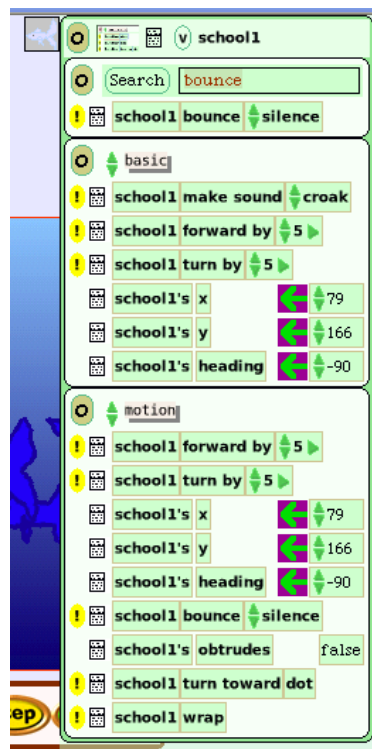 v school1
Search bounce
! school1 bounce silence
basic
! school1 make sound croak
! school1 forward by 5
! school1 turn by 5
school1's x 79
school1's y 166
school1's heading -90
motion
! school1 forward by 5
! school1 turn by 5
school1's x 79
school1's y 166
school1's heading -90
! school1 bounce silence
school1's obtrudes false
! school1 turn toward dot
! school1 wrap
ep